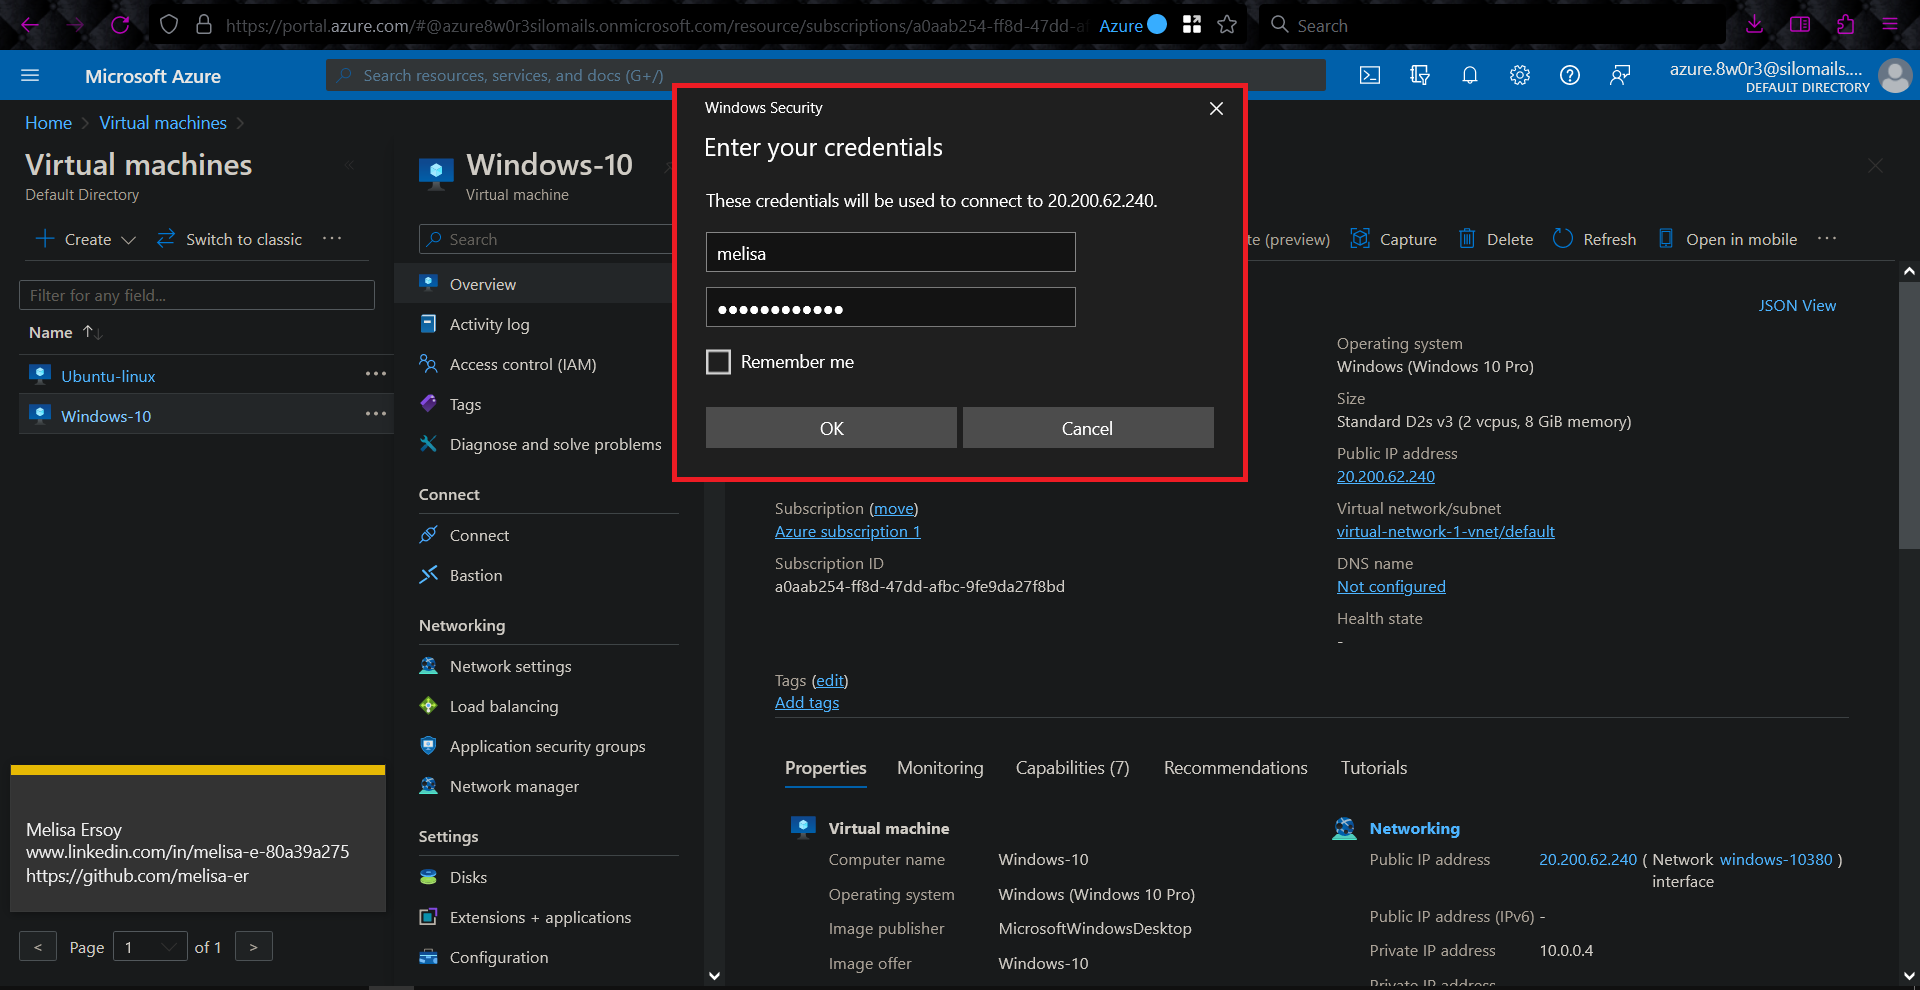 https://portal.azure.com/#@azure8w0r3silomails.onmicrosoft.com/resource/subscriptions/a0aab254-ff8d-47dd-a
Azure
Search
Microsoft Azure
Search resources, services, and docs (G+/)
azure.8w0r3@silomails....
DEFAULT DIRECTORY
Home > Virtual machines >
Virtual machines
Default Directory
Create
Switch to classic
...
Filter for any field...
Name
Ubuntu-linux ...
Windows-10 ...
Melisa Ersoy
www.linkedin.com/in/melisa-e-80a39a275
https://github.com/melisa-er
< Page 1 of 1 >
Windows-10
Virtual machine
Search
Overview
Activity log
Access control (IAM)
Tags
Diagnose and solve problems
Connect
Connect
Bastion
Networking
Network settings
Load balancing
Application security groups
Network manager
Settings
Disks
Extensions + applications
Configuration
Windows Security
Enter your credentials
These credentials will be used to connect to 20.200.62.240.
melisa
●●●●●●●●●●●●
Remember me
OK
Cancel
te (preview)
Capture
Delete
Refresh
Open in mobile
...
JSON View
Subscription (move)
Azure subscription 1
Subscription ID
a0aab254-ff8d-47dd-afbc-9fe9da27f8bd
Operating system
Windows (Windows 10 Pro)
Size
Standard D2s v3 (2 vcpus, 8 GiB memory)
Public IP address
20.200.62.240
Virtual network/subnet
virtual-network-1-vnet/default
DNS name
Not configured
Health state
-
Tags (edit)
Add tags
Properties
Monitoring
Capabilities (7)
Recommendations
Tutorials
Virtual machine
Computer name Windows-10
Operating system Windows (Windows 10 Pro)
Image publisher MicrosoftWindowsDesktop
Image offer Windows-10
Networking
Public IP address 20.200.62.240 ( Network windows-10380 )
interface
Public IP address (IPv6) -
Private IP address 10.0.0.4
Private IP address